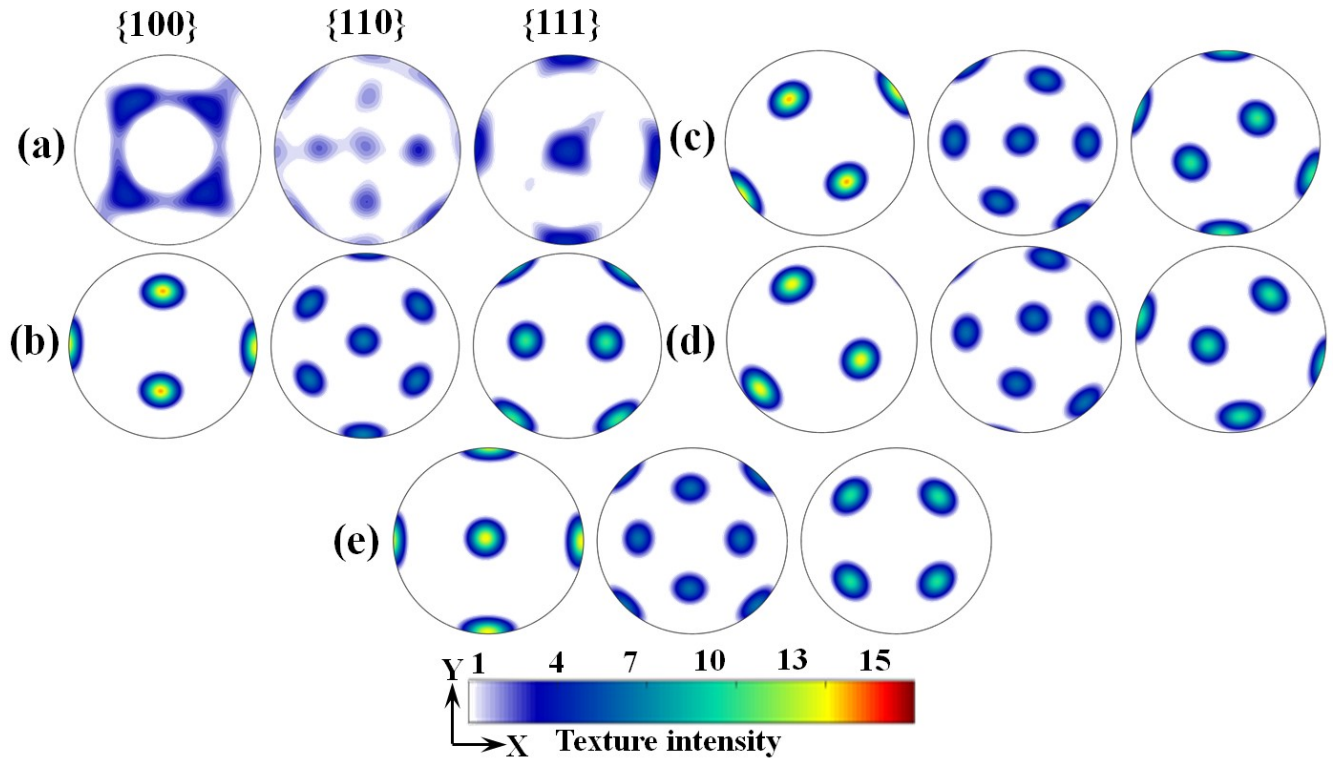 {100} {110} {111}
(a) (c)
(b) (d)
(e)
Y 1 4 7 10 13 15
X Texture intensity